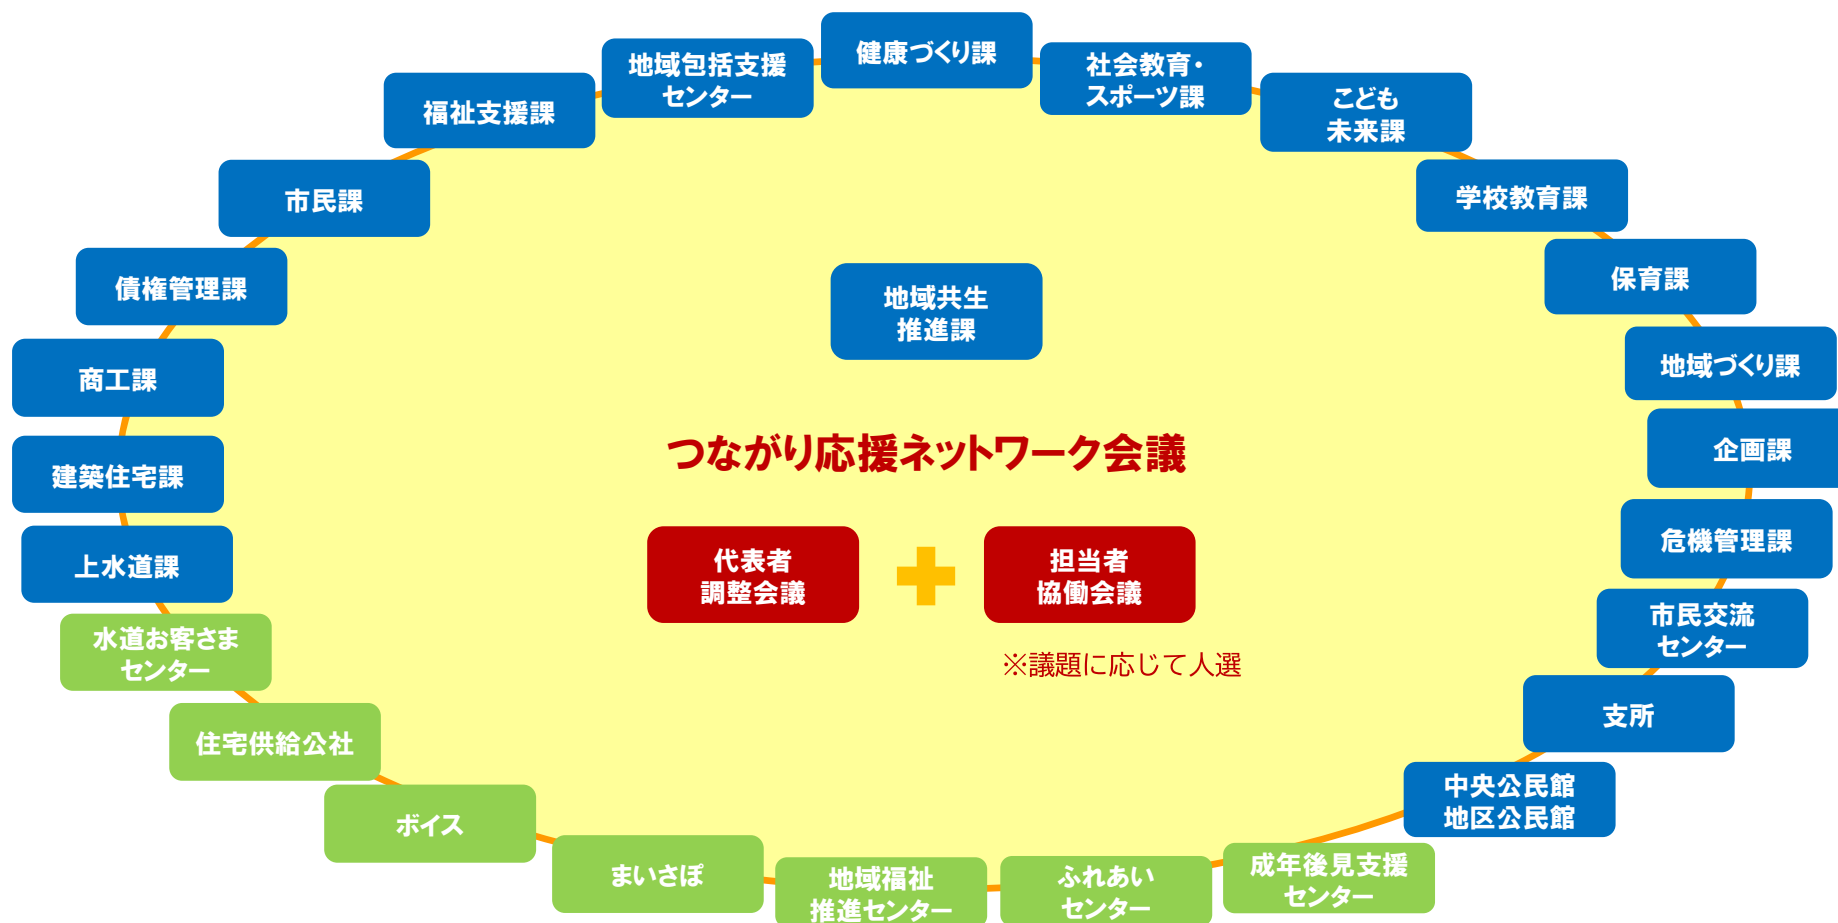 健康づくり課
地域包括支援
センター
社会教育・
スポーツ課
福祉支援課
こども
未来課
市民課
学校教育課
債権管理課
保育課
地域共生
推進課
商工課
地域づくり課
つながり応援ネットワーク会議
企画課
建築住宅課
代表者
調整会議
担当者
協働会議
危機管理課
上水道課
※議題に応じて人選
水道お客さま
センター
市民交流
センター
住宅供給公社
支所
ボイス
中央公民館
地区公民館
まいさぽ
地域福祉
推進センター
ふれあい
センター
成年後見支援
センター